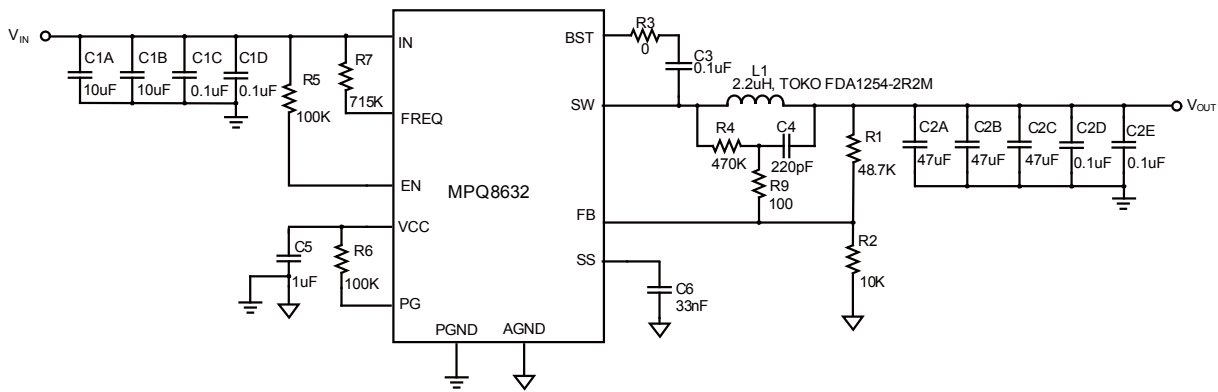 VIN
C1A
10uF
C1B
10uF
C1C
0.1uF
C1D
0.1uF
R5
100K
R7
715K
IN
FREQ
EN
VCC
PG
PGND
AGND
MPQ8632
BST
SW
FB
SS
C5
1uF
R6
100K
R3
0
C3
0.1uF
L1
2.2uH, TOKO FDA1254-2R2M
R4
470K
C4
220pF
R9
100
R1
48.7K
R2
10K
C6
33nF
C2A
47uF
C2B
47uF
C2C
47uF
C2D
0.1uF
C2E
0.1uF
VOUT